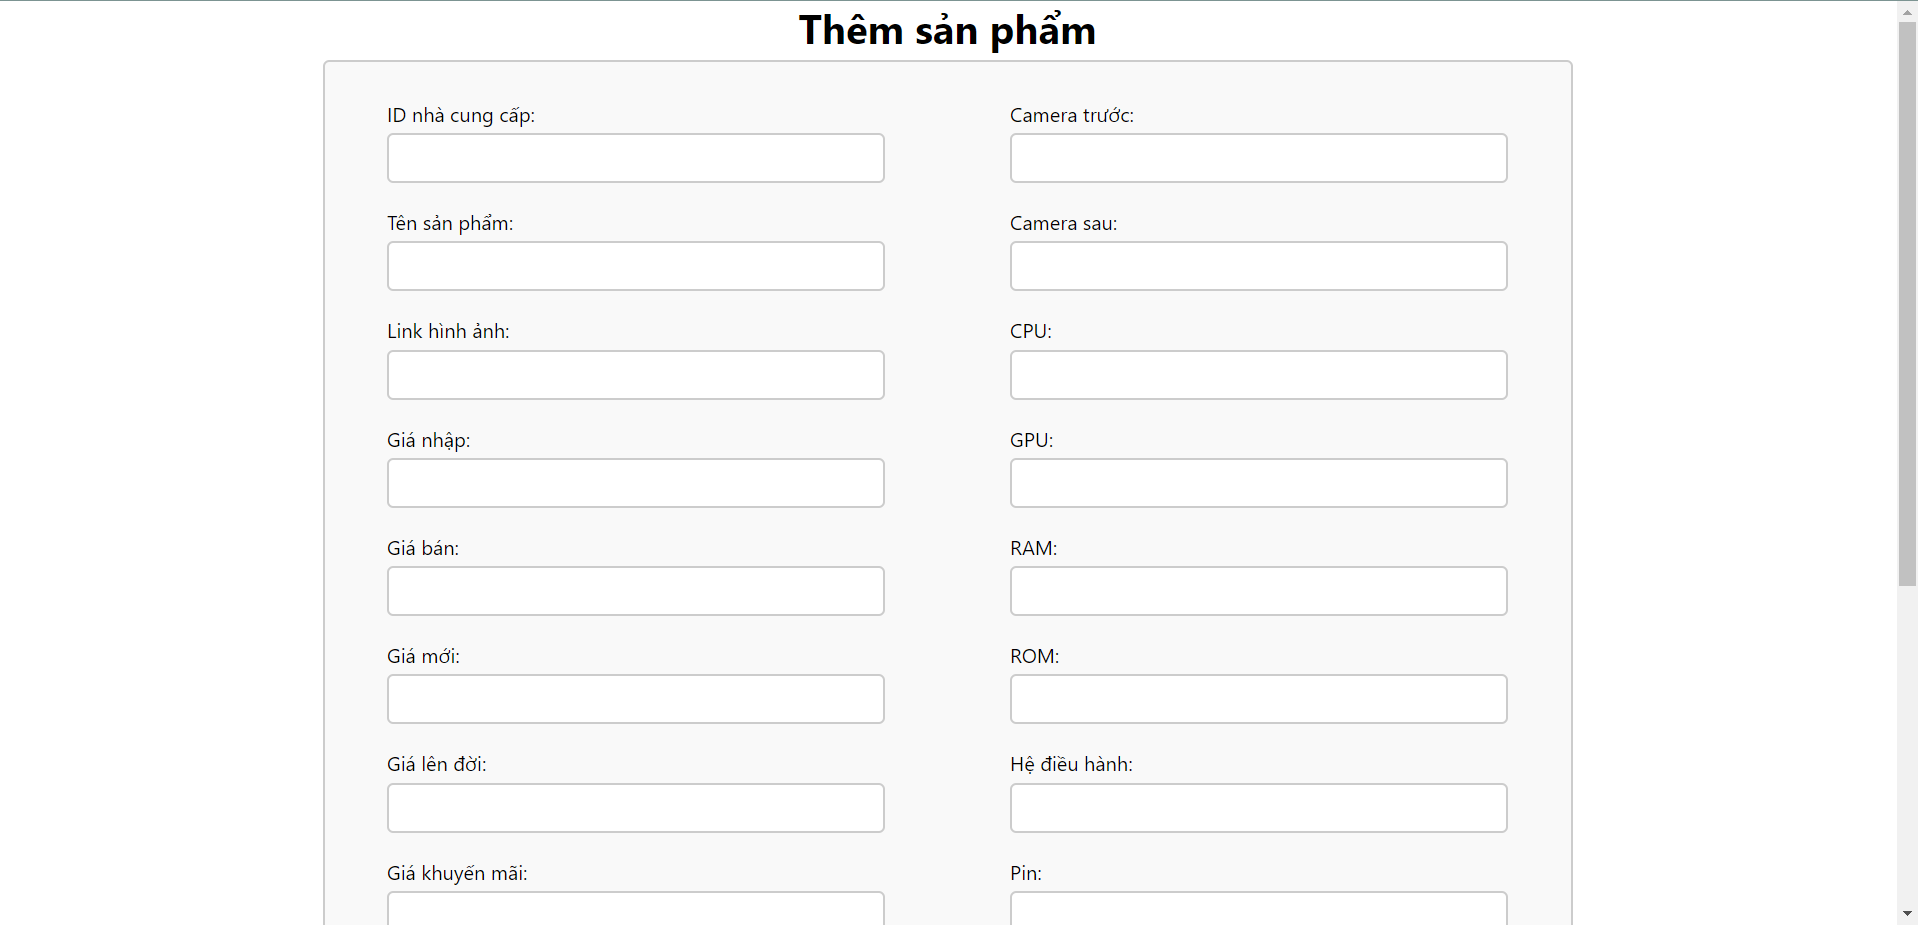 Thêm sản phẩm
ID nhà cung cấp:
Camera trước:
Tên sản phẩm:
Camera sau:
Link hình ảnh:
CPU:
Giá nhập:
GPU:
Giá bán:
RAM:
Giá mới:
ROM:
Giá lên đời:
Hệ điều hành:
Giá khuyến mãi:
Pin: